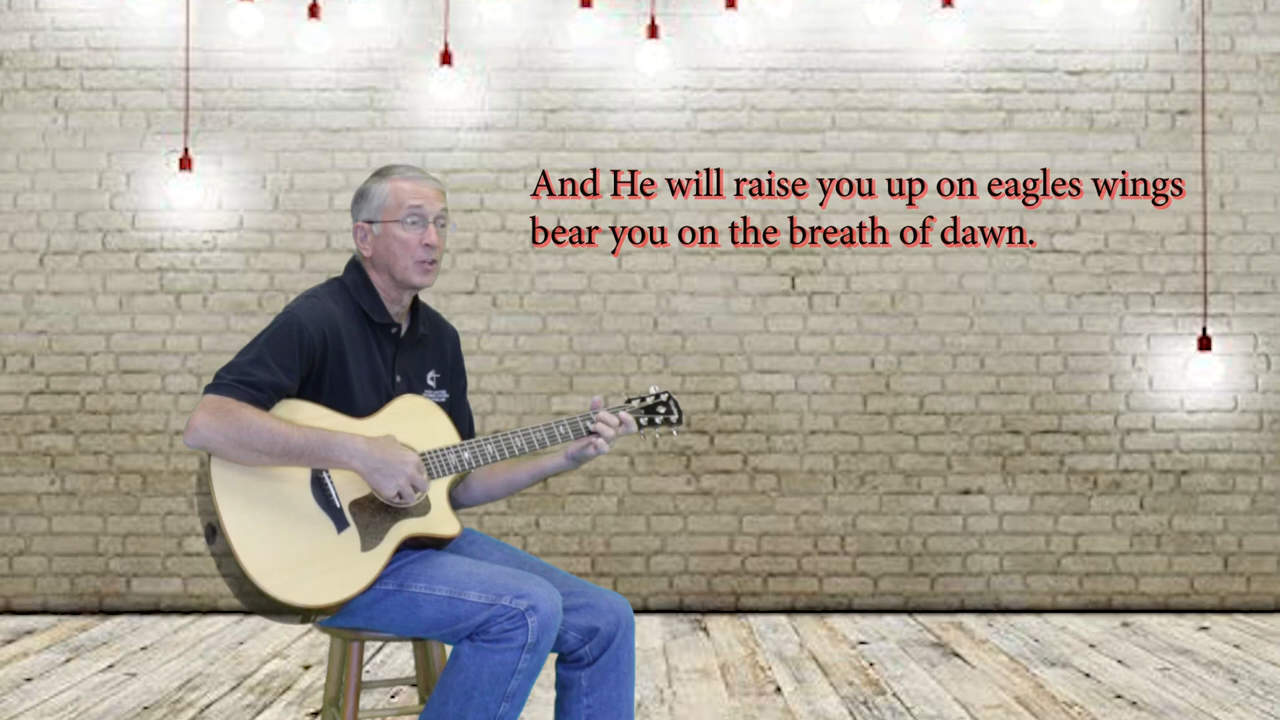 And He will raise you up on eagles wings
bear you on the breath of dawn.